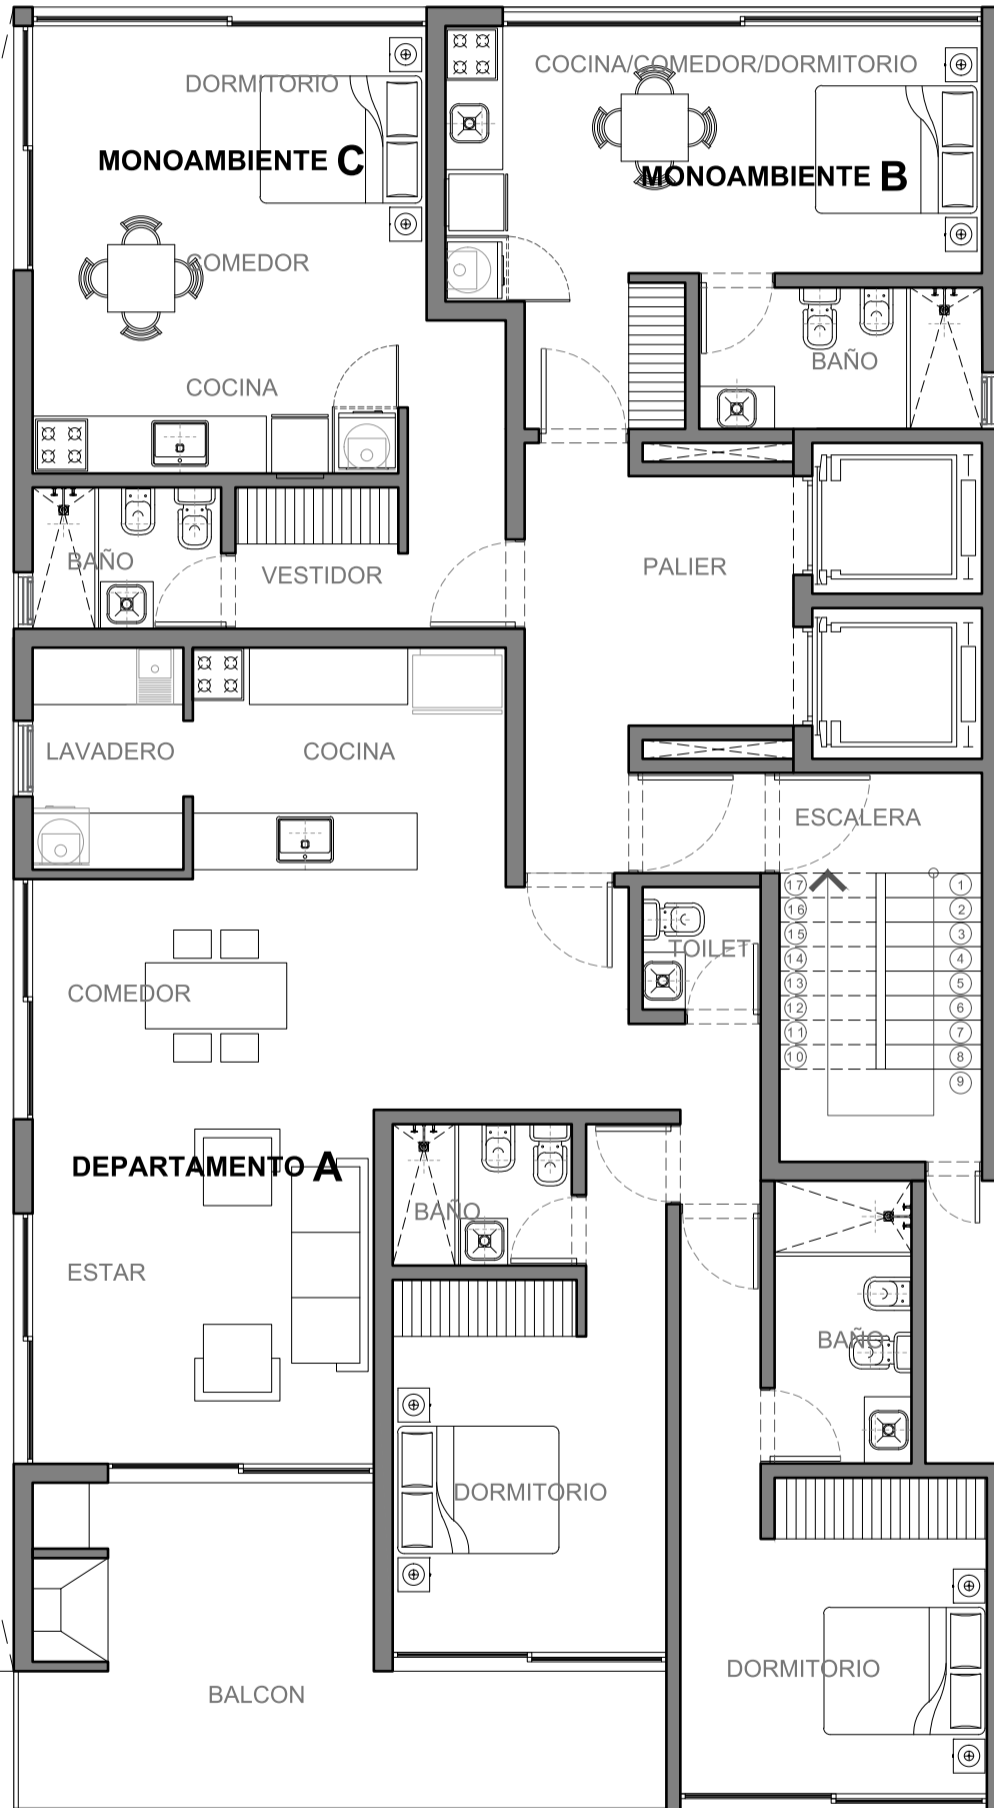 DORMITORIO
COCINA/COMEDOR/DORMITORIO
MONOAMBIENTE C
MONOAMBIENTE B
COMEDOR
BAÑO
COCINA
BAÑO
VESTIDOR
PALIER
LAVADERO
COCINA
ESCALERA
17
1
16
2
15
3
14
4
13
5
12
6
11
7
10
8
9
TOILET
COMEDOR
DEPARTAMENTO A
BAÑO
ESTAR
BAÑO
DORMITORIO
DORMITORIO
BALCON